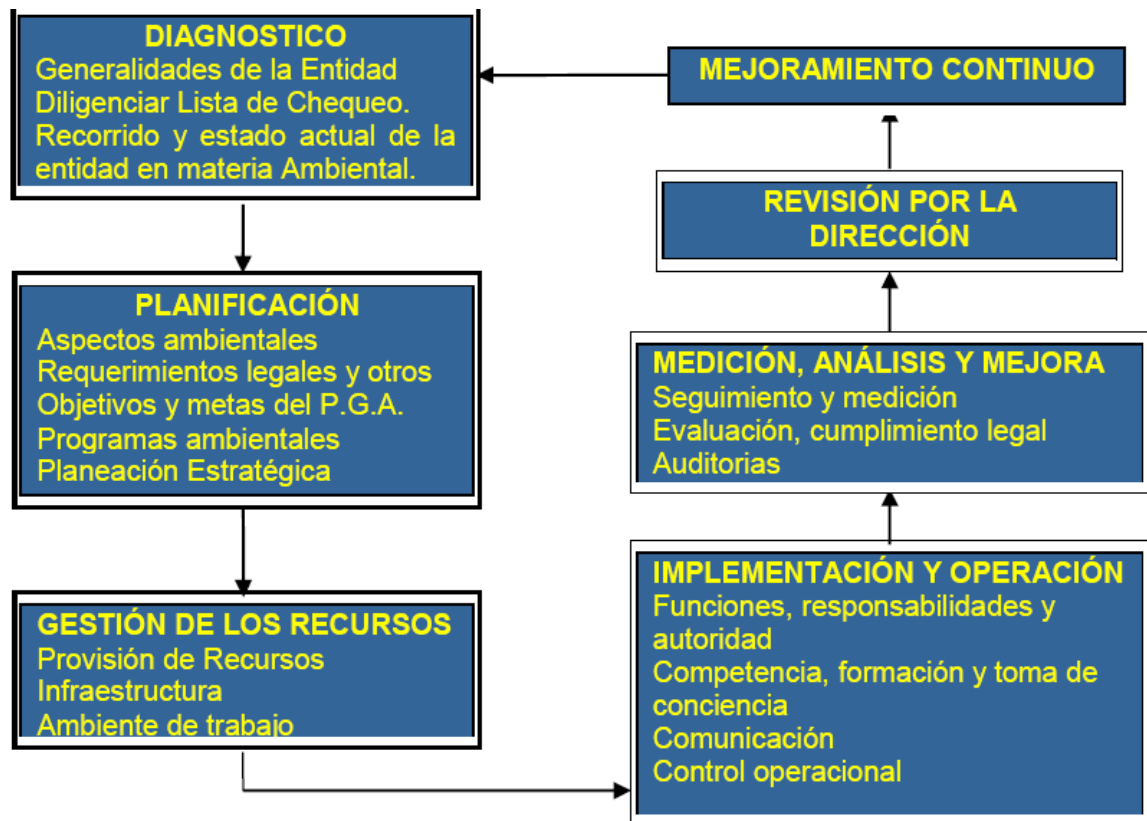 DIAGNOSTICO
Generalidades de la Entidad
Diligenciar Lista de Chequeo.
Recorrido y estado actual de la
entidad en materia Ambiental.
PLANIFICACIÓN
Aspectos ambientales
Requerimientos legales y otros
Objetivos y metas del P.G.A.
Programas ambientales
Planeación Estratégica
GESTIÓN DE LOS RECURSOS
Provisión de Recursos
Infraestructura
Ambiente de trabajo
IMPLEMENTACIÓN Y OPERACIÓN
Funciones, responsabilidades y
autoridad
Competencia, formación y toma de
conciencia
Comunicación
Control operacional
MEDICIÓN, ANÁLISIS Y MEJORA
Seguimiento y medición
Evaluación, cumplimiento legal
Auditorias
REVISIÓN POR LA
DIRECCIÓN
MEJORAMIENTO CONTINUO